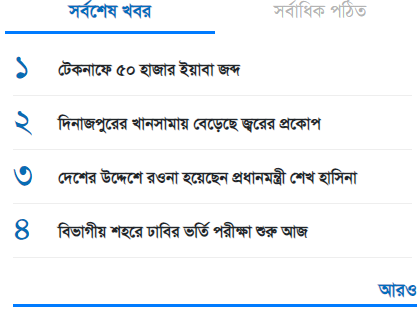 সর্বশেষ খবর সর্বাধিক পঠিত
১ টেকনাফে ৫০ হাজার ইয়াবা জব্দ
২ দিনাজপুরের খানসামায় বেড়েছে জ্বরের প্রকোপ
৩ দেশের উদ্দেশে রওনা হয়েছেন প্রধানমন্ত্রী শেখ হাসিনা
৪ বিভাগীয় শহরে ঢাবির ভর্তি পরীক্ষা শুরু আজ
আরও